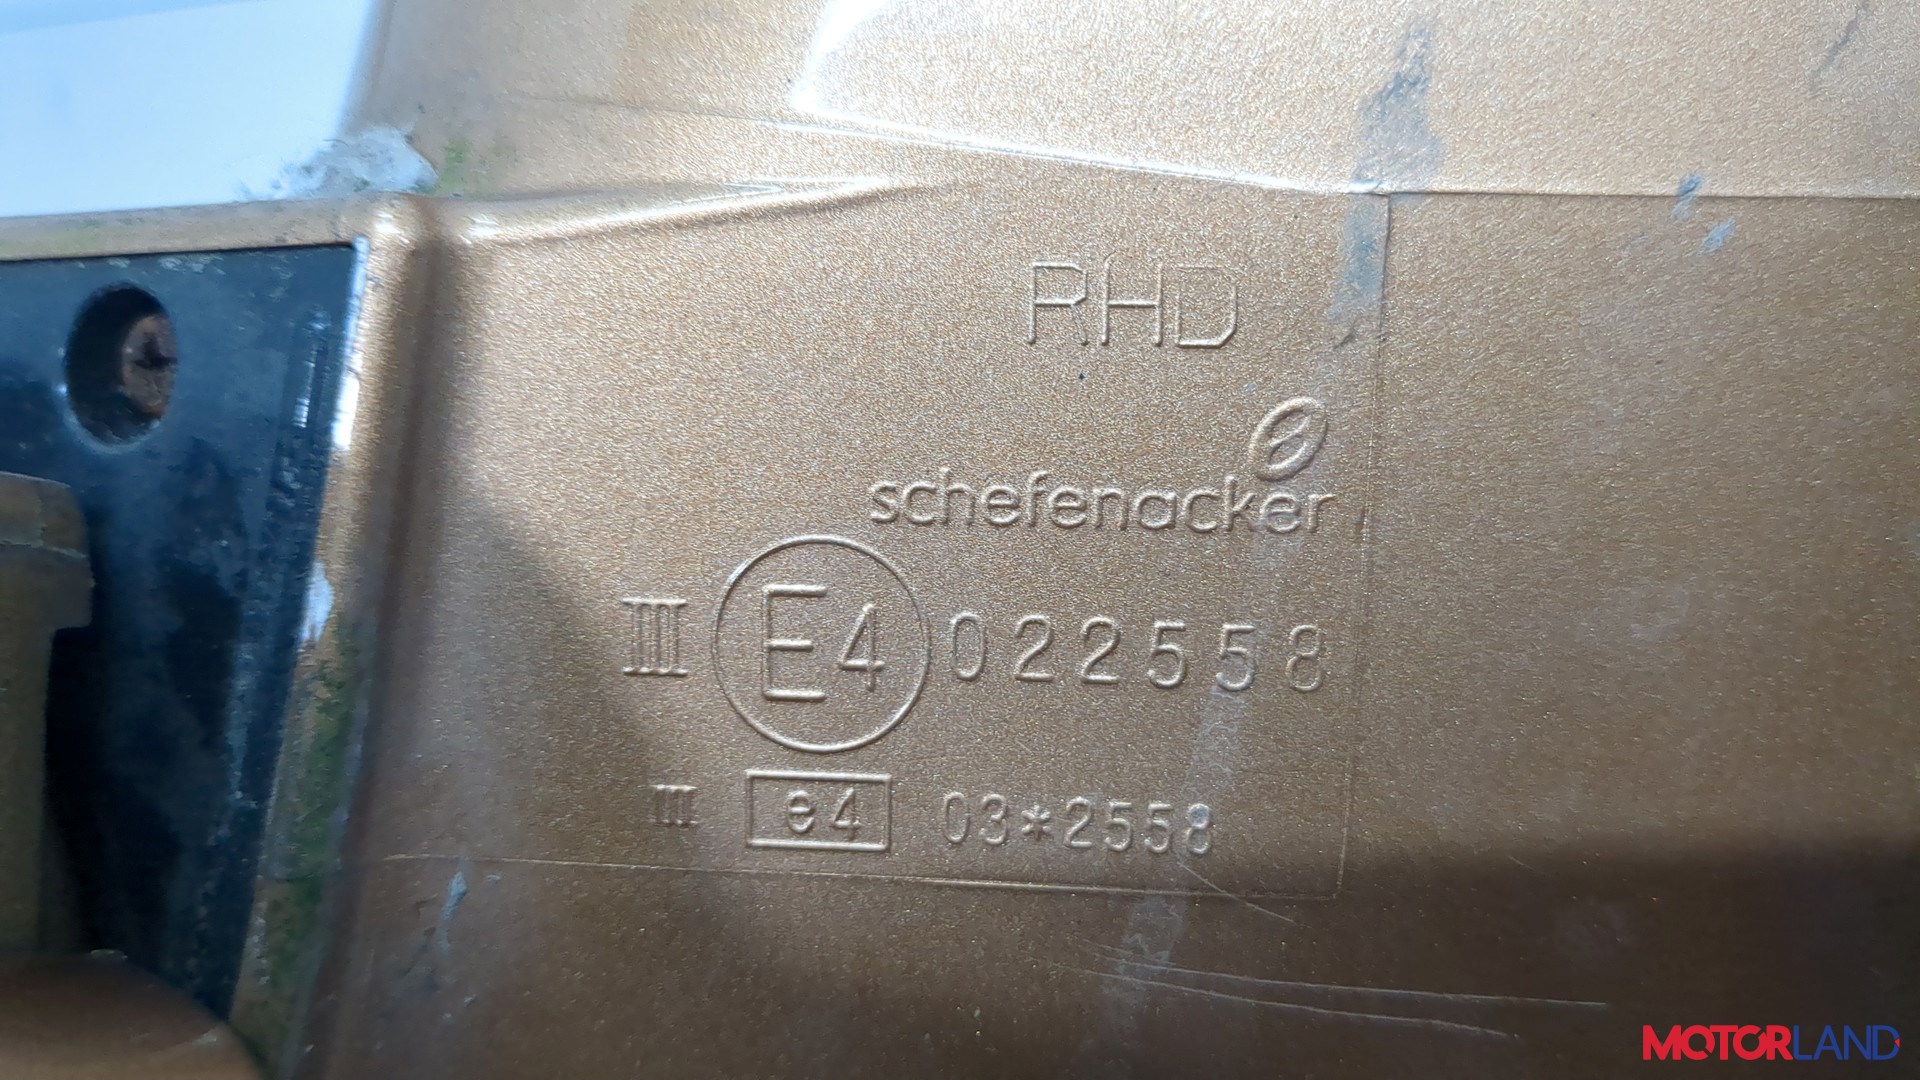 RHD
schefenacker
III E4 022558
III e4 03*2558
MOTORLAND